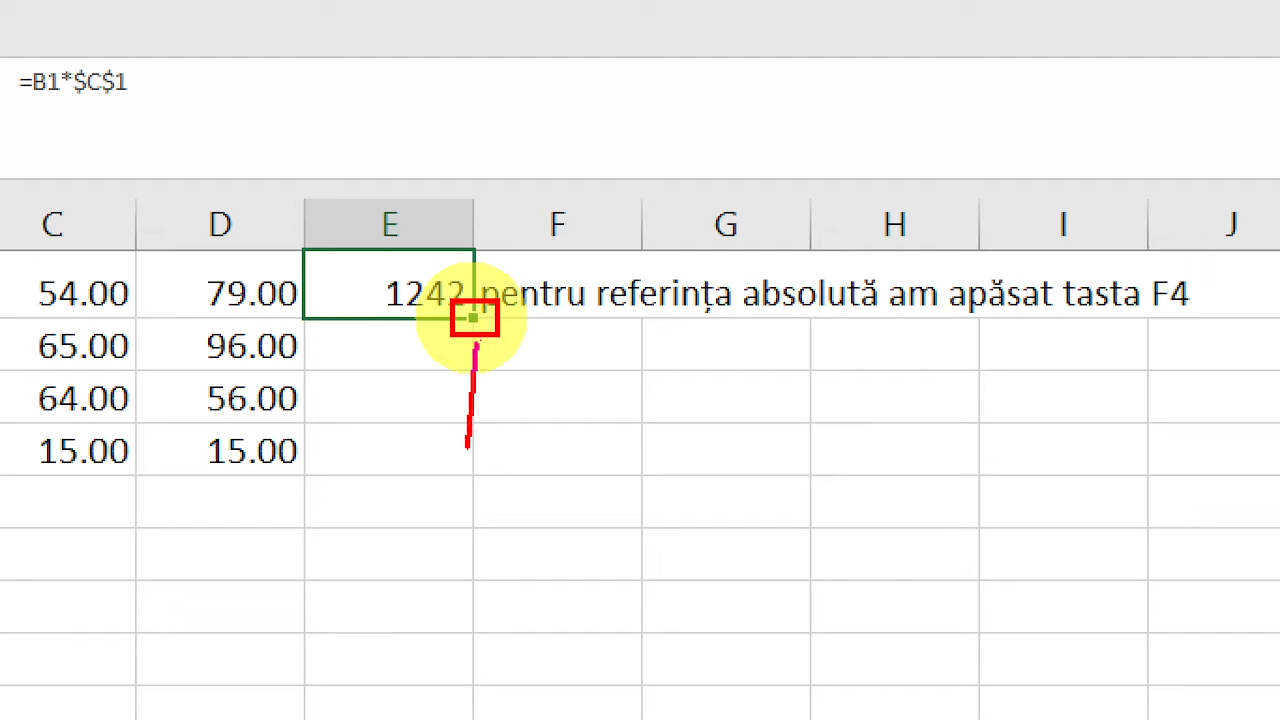 =B1*$C$1
C D E F G H I J
54.00 79.00 1242 pentru referința absolută am apăsat tasta F4
65.00 96.00
64.00 56.00
15.00 15.00